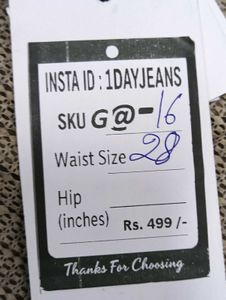 INSTA ID : 1DAYJEANS
SKU G@-16
Waist Size 28
Hip
(inches) Rs. 499 /-
Thanks For Choosing